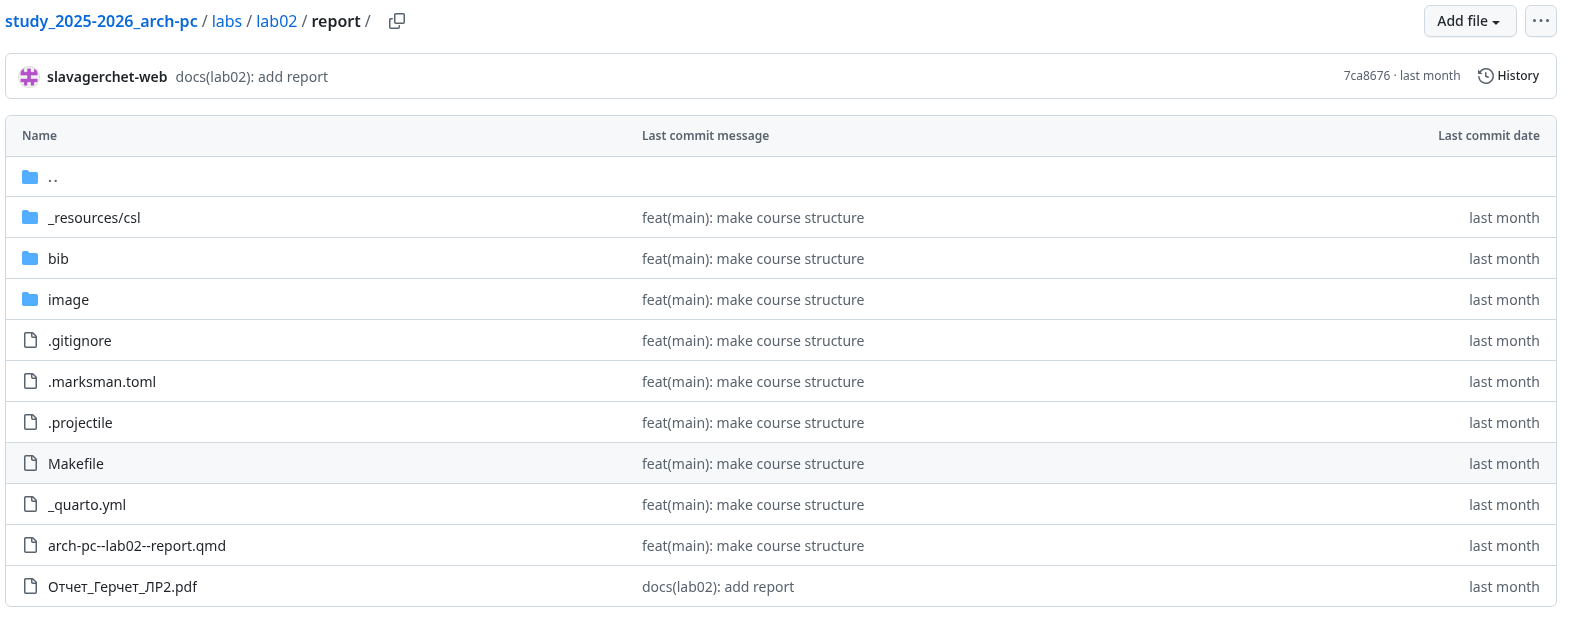 study_2025-2026_arch-pc / labs / lab02 / report /
Add file
slavagerchet-web docs(lab02): add report
7ca8676 · last month History
Name Last commit message Last commit date
..
_resources/csl feat(main): make course structure last month
bib feat(main): make course structure last month
image feat(main): make course structure last month
.gitignore feat(main): make course structure last month
.marksman.toml feat(main): make course structure last month
.projectile feat(main): make course structure last month
Makefile feat(main): make course structure last month
_quarto.yml feat(main): make course structure last month
arch-pc--lab02--report.qmd feat(main): make course structure last month
Отчет_Герчет_ЛР2.pdf docs(lab02): add report last month